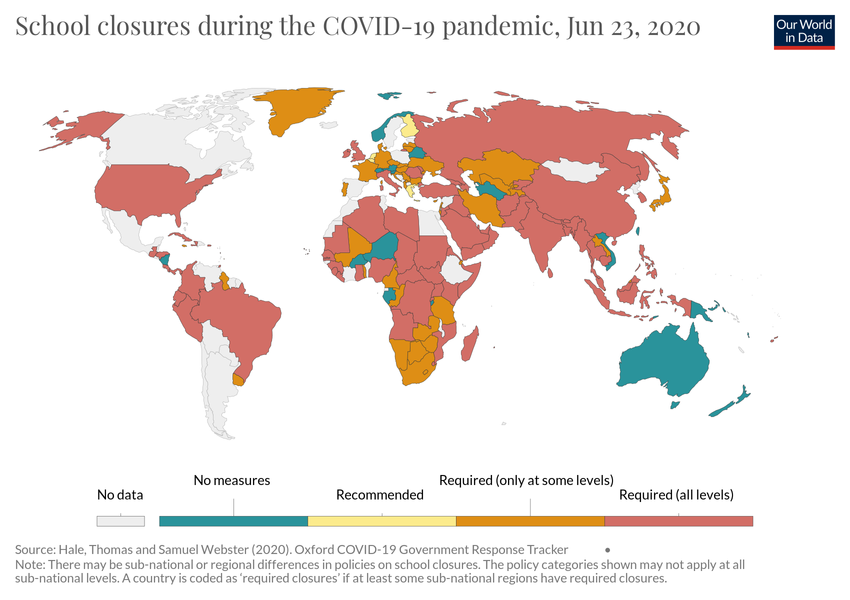 School closures during the COVID-19 pandemic, Jun 23, 2020
Our World
in Data
No data
No measures
Recommended
Required (only at some levels)
Required (all levels)
Source: Hale, Thomas and Samuel Webster (2020). Oxford COVID-19 Government Response Tracker •
Note: There may be sub-national or regional differences in policies on school closures. The policy categories shown may not apply at all
sub-national levels. A country is coded as ‘required closures’ if at least some sub-national regions have required closures.